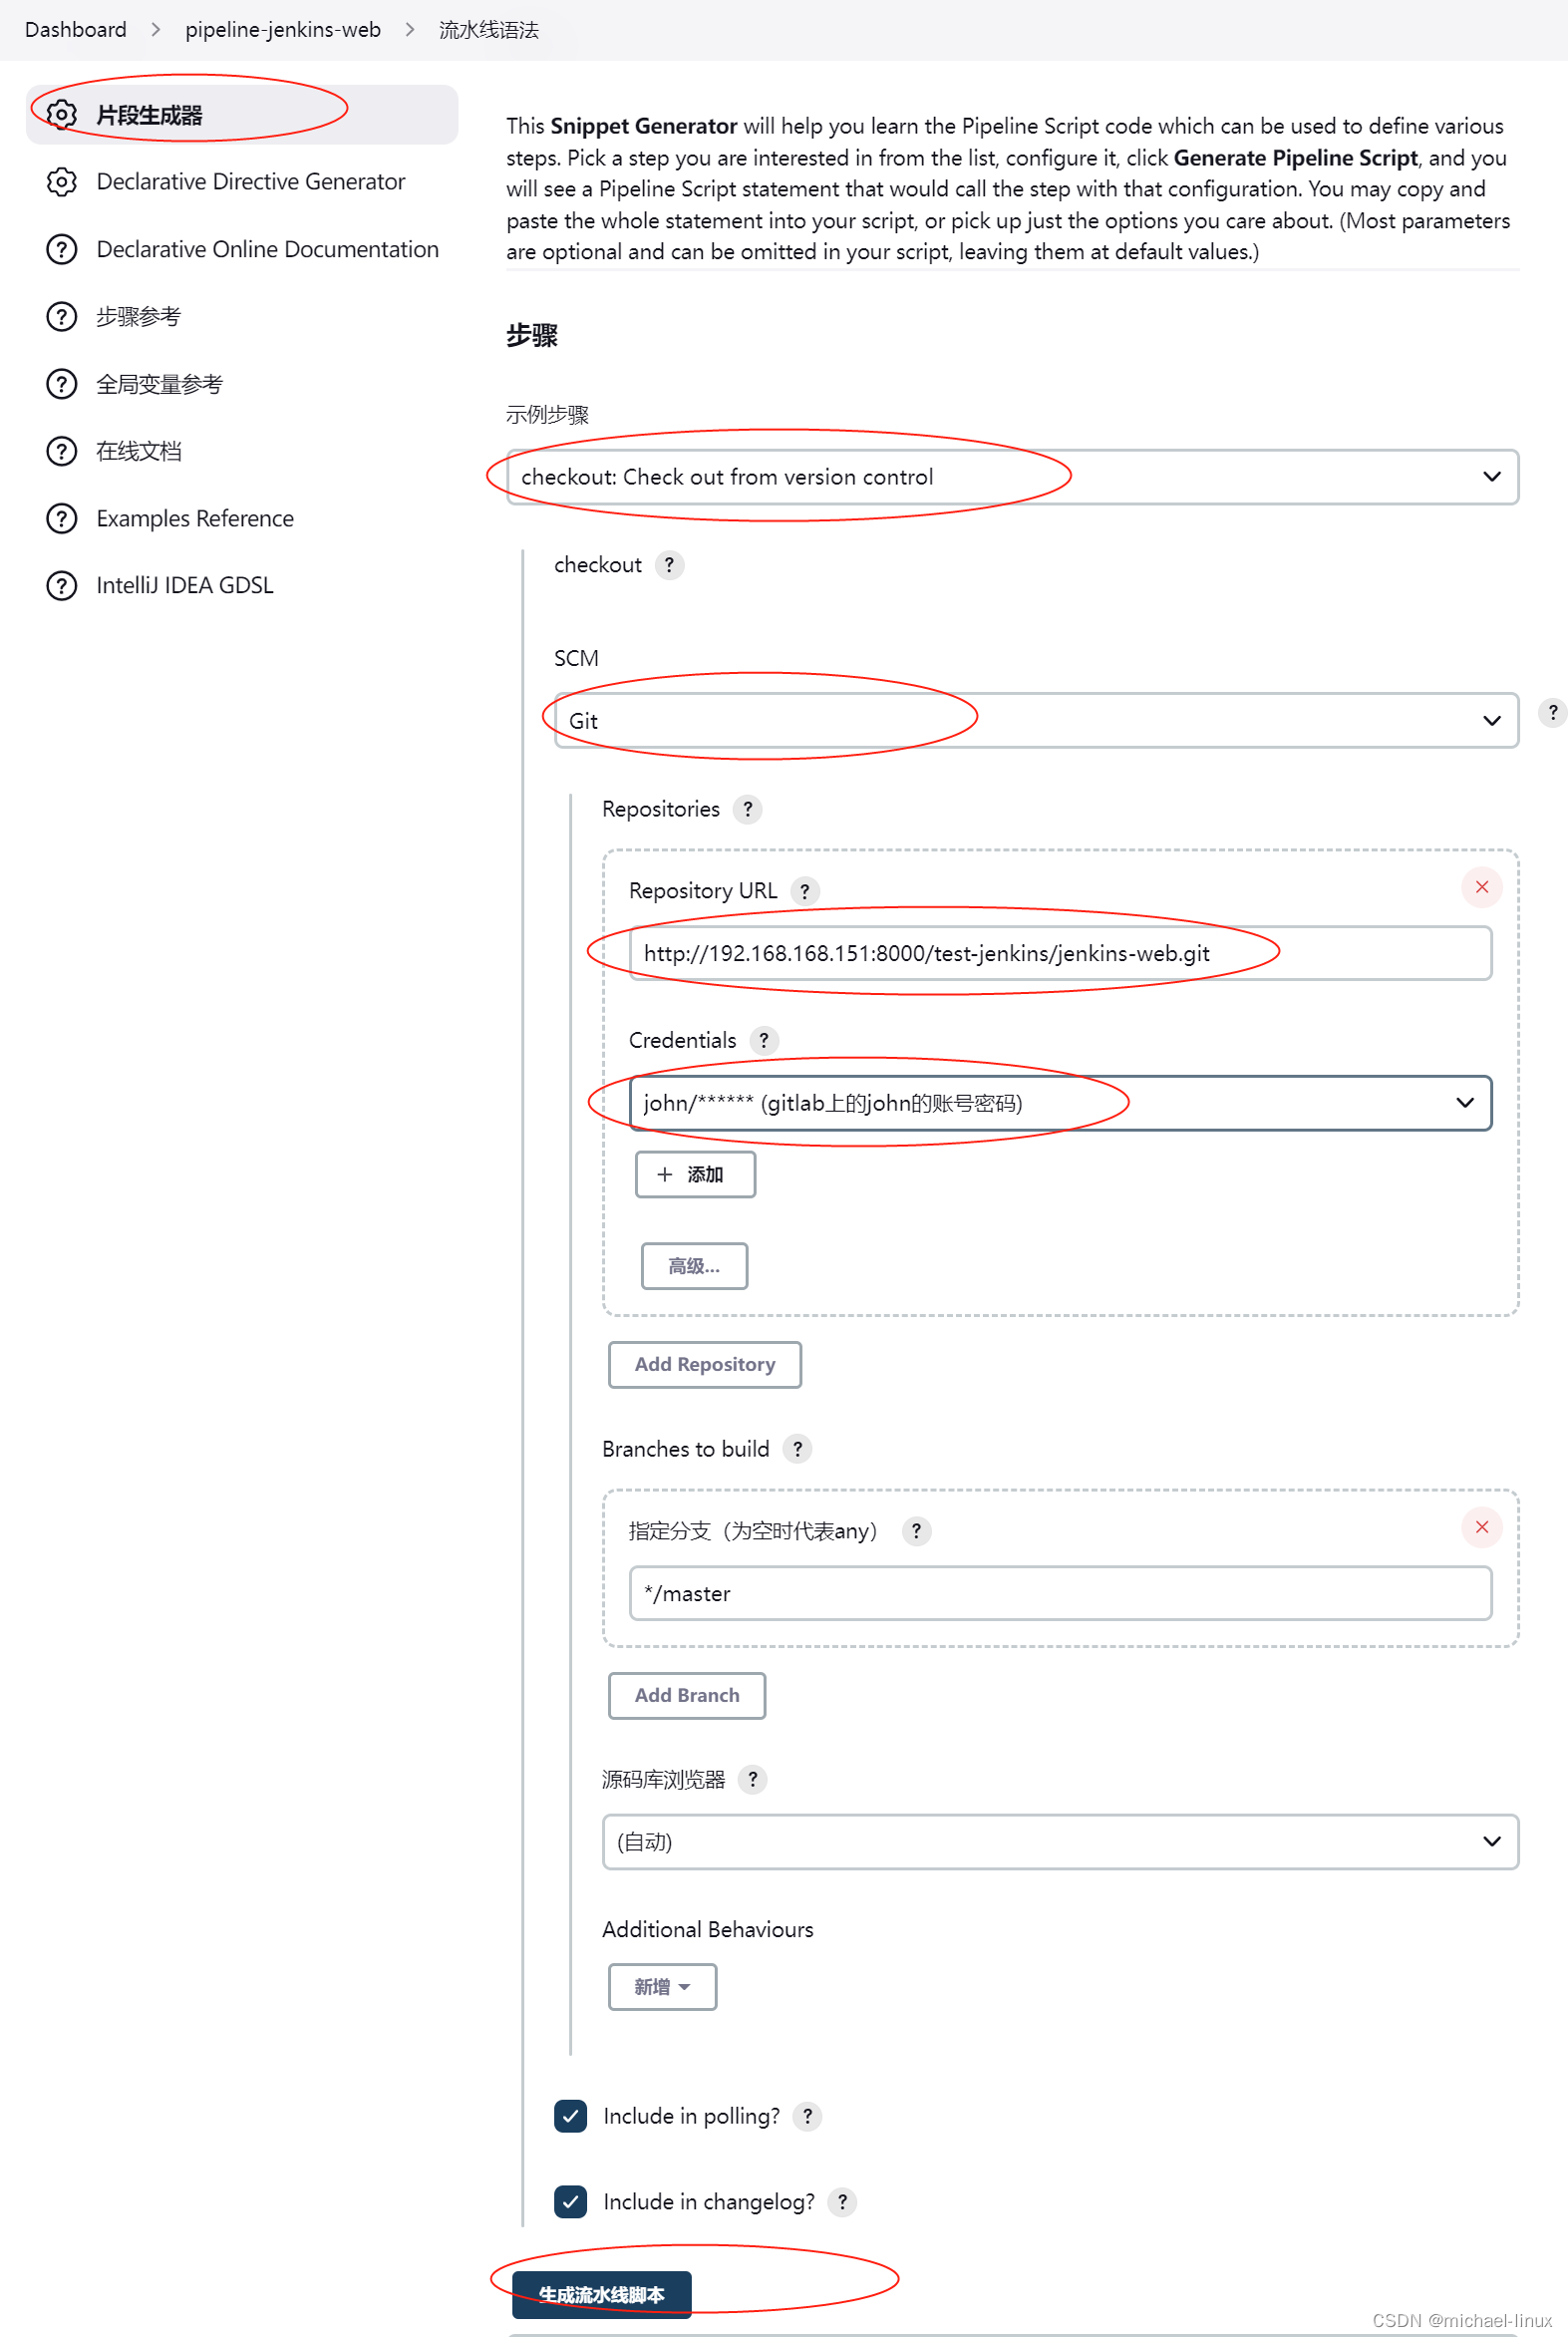 Dashboard > pipeline-jenkins-web > 流水线语法
片段生成器
Declarative Directive Generator
Declarative Online Documentation
步骤参考
全局变量参考
在线文档
Examples Reference
IntelliJ IDEA GDSL
This Snippet Generator will help you learn the Pipeline Script code which can be used to define various
steps. Pick a step you are interested in from the list, configure it, click Generate Pipeline Script, and you
will see a Pipeline Script statement that would call the step with that configuration. You may copy and
paste the whole statement into your script, or pick up just the options you care about. (Most parameters
are optional and can be omitted in your script, leaving them at default values.)
步骤
示例步骤
checkout: Check out from version control
checkout ?
SCM
Git
?
Repositories ?
Repository URL ?
http://192.168.168.151:8000/test-jenkins/jenkins-web.git
Credentials ?
john/****** (gitlab上的john的账号密码)
+ 添加
高级...
Add Repository
Branches to build ?
指定分支（为空时代表any） ?
*/master
Add Branch
源码库浏览器 ?
(自动)
Additional Behaviours
新增
Include in polling? ?
Include in changelog? ?
生成流水线脚本
CSDN @michael-linux